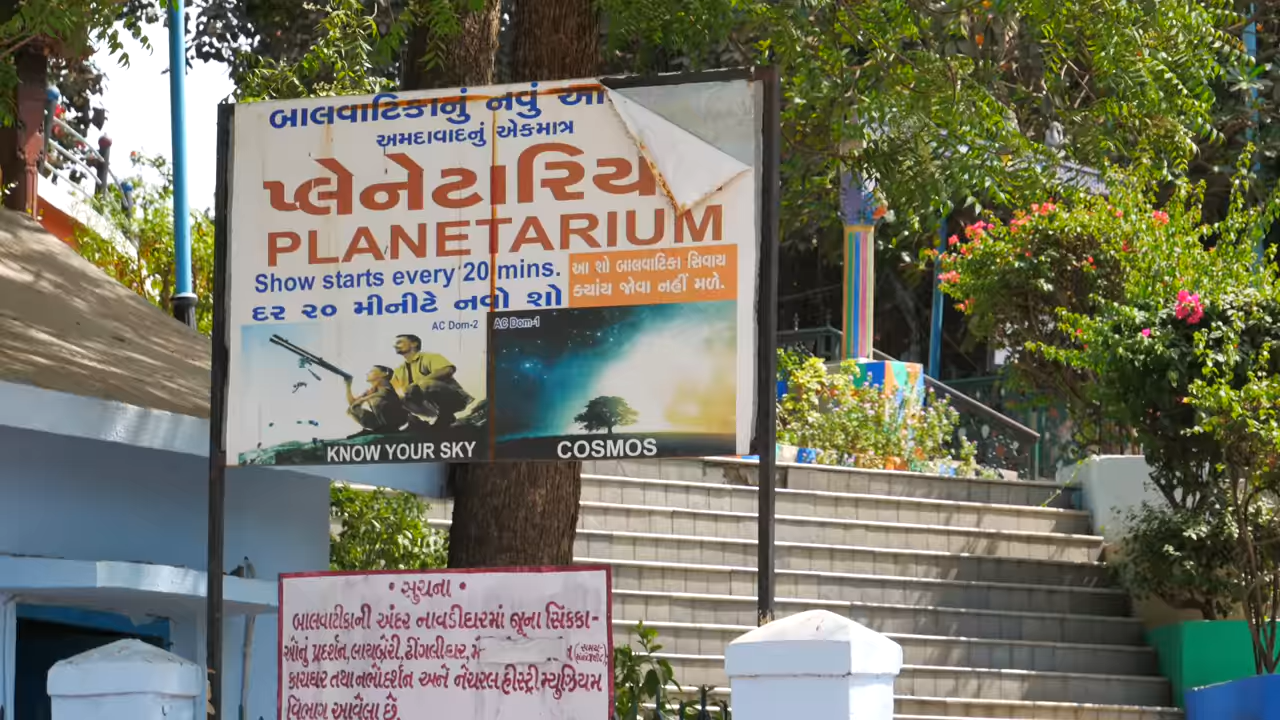 બાલવાટિકાનું નવું આ
અમદાવાદનું એકમાત્ર
પ્લેનેટારિય
PLANETARIUM
Show starts every 20 mins.
દર ૨૦ મીનીટે નવો શો
આ શો બાલવાટિકા સિવાય
ક્યાંય જોવા નહીં મળે.
AC Dom-2
AC Dom-1
KNOW YOUR SKY
COSMOS
• સુચના •
બાલવાટીકાની અંદર નાવડીદારમાં જૂના સિક્કા-
ઓનું પ્રદર્શન, લાયબ્રેરી, ઢીંગલીઘર,
કાચઘર તથા નભોદર્શન અને નેચરલ હીસ્ટ્રી મ્યુઝિયમ
વિભાગ આવેલા છે.